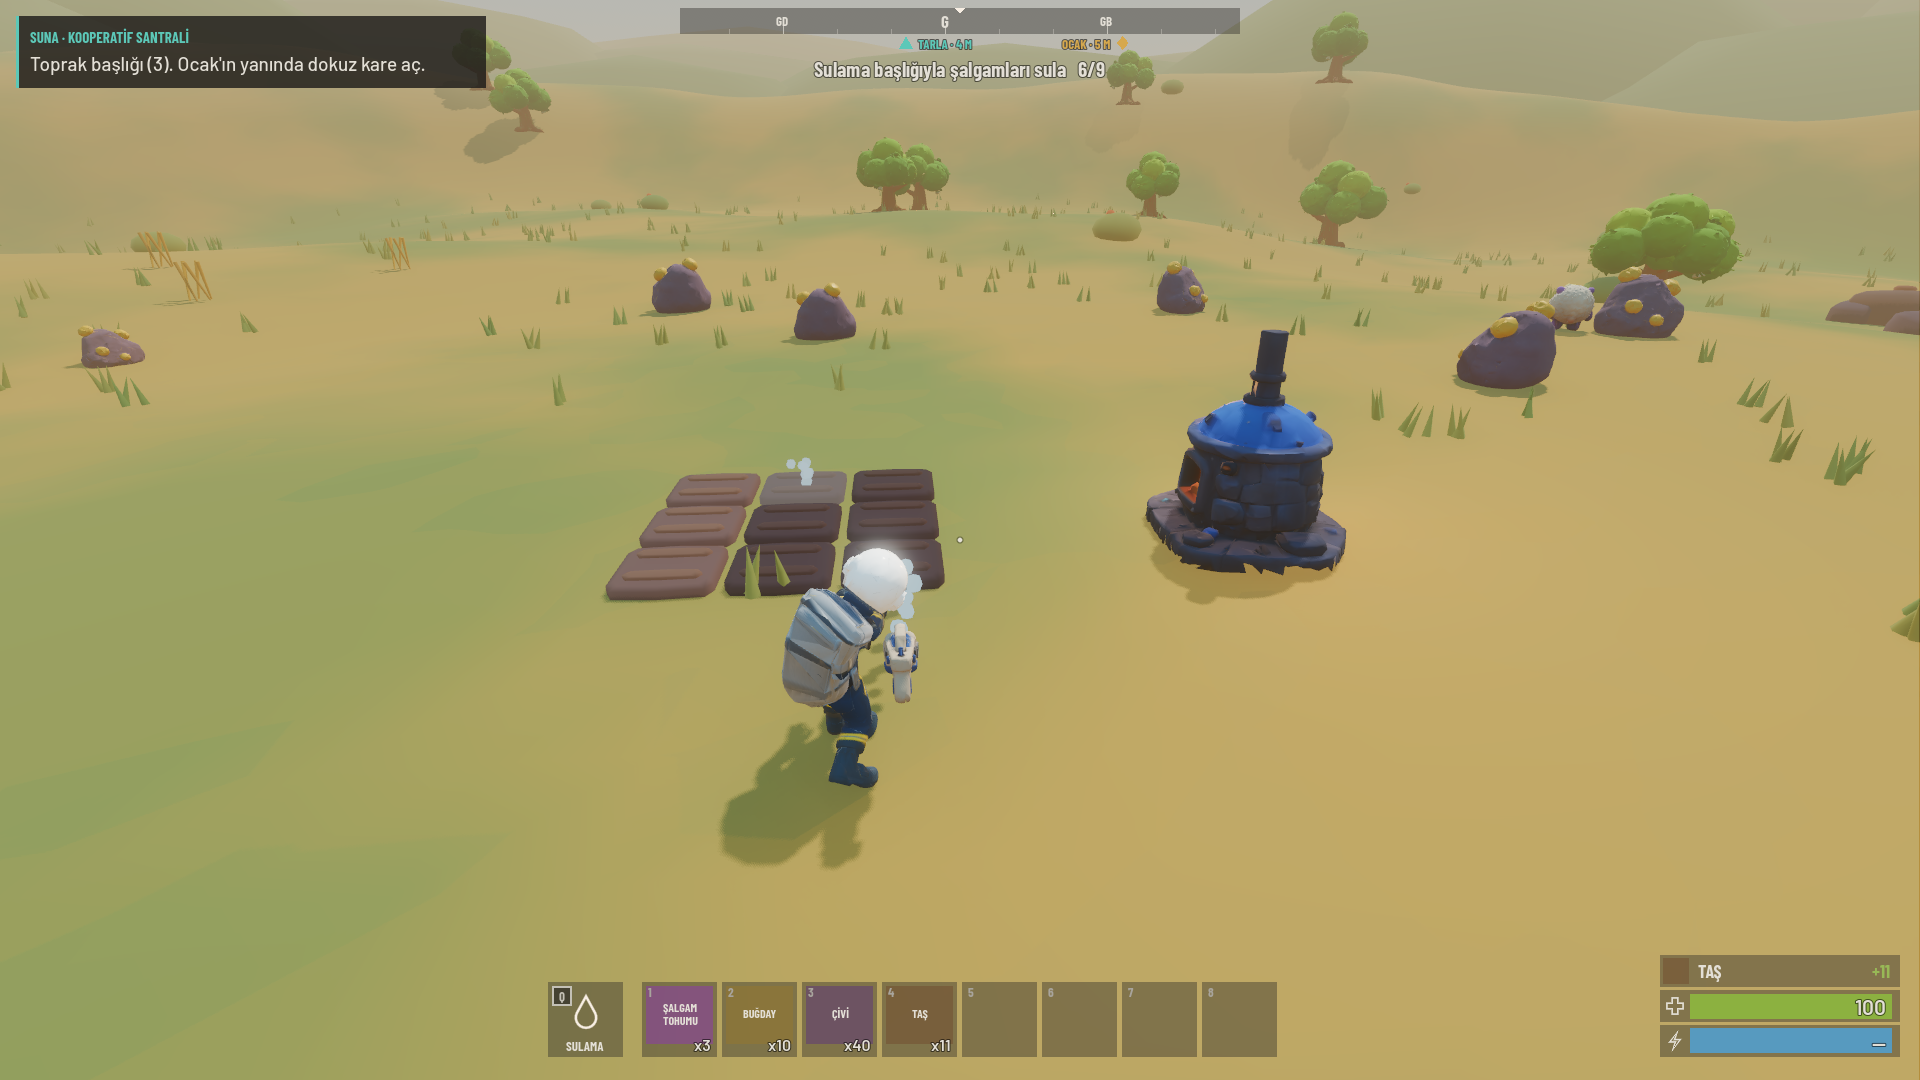 SUNA · KOOPERATİF SANTRALİ
Toprak başlığı (3). Ocak'ın yanında dokuz kare aç.
GD
G
GB
TARLA · 4 M
OCAK · 5 M
Sulama başlığıyla şalgamları sula 6/9
Q
SULAMA
1
ŞALGAM
TOHUMU
x3
2
BUĞDAY
x10
3
ÇİVİ
x40
4
TAŞ
x11
5
6
7
8
TAŞ
+11
100
—